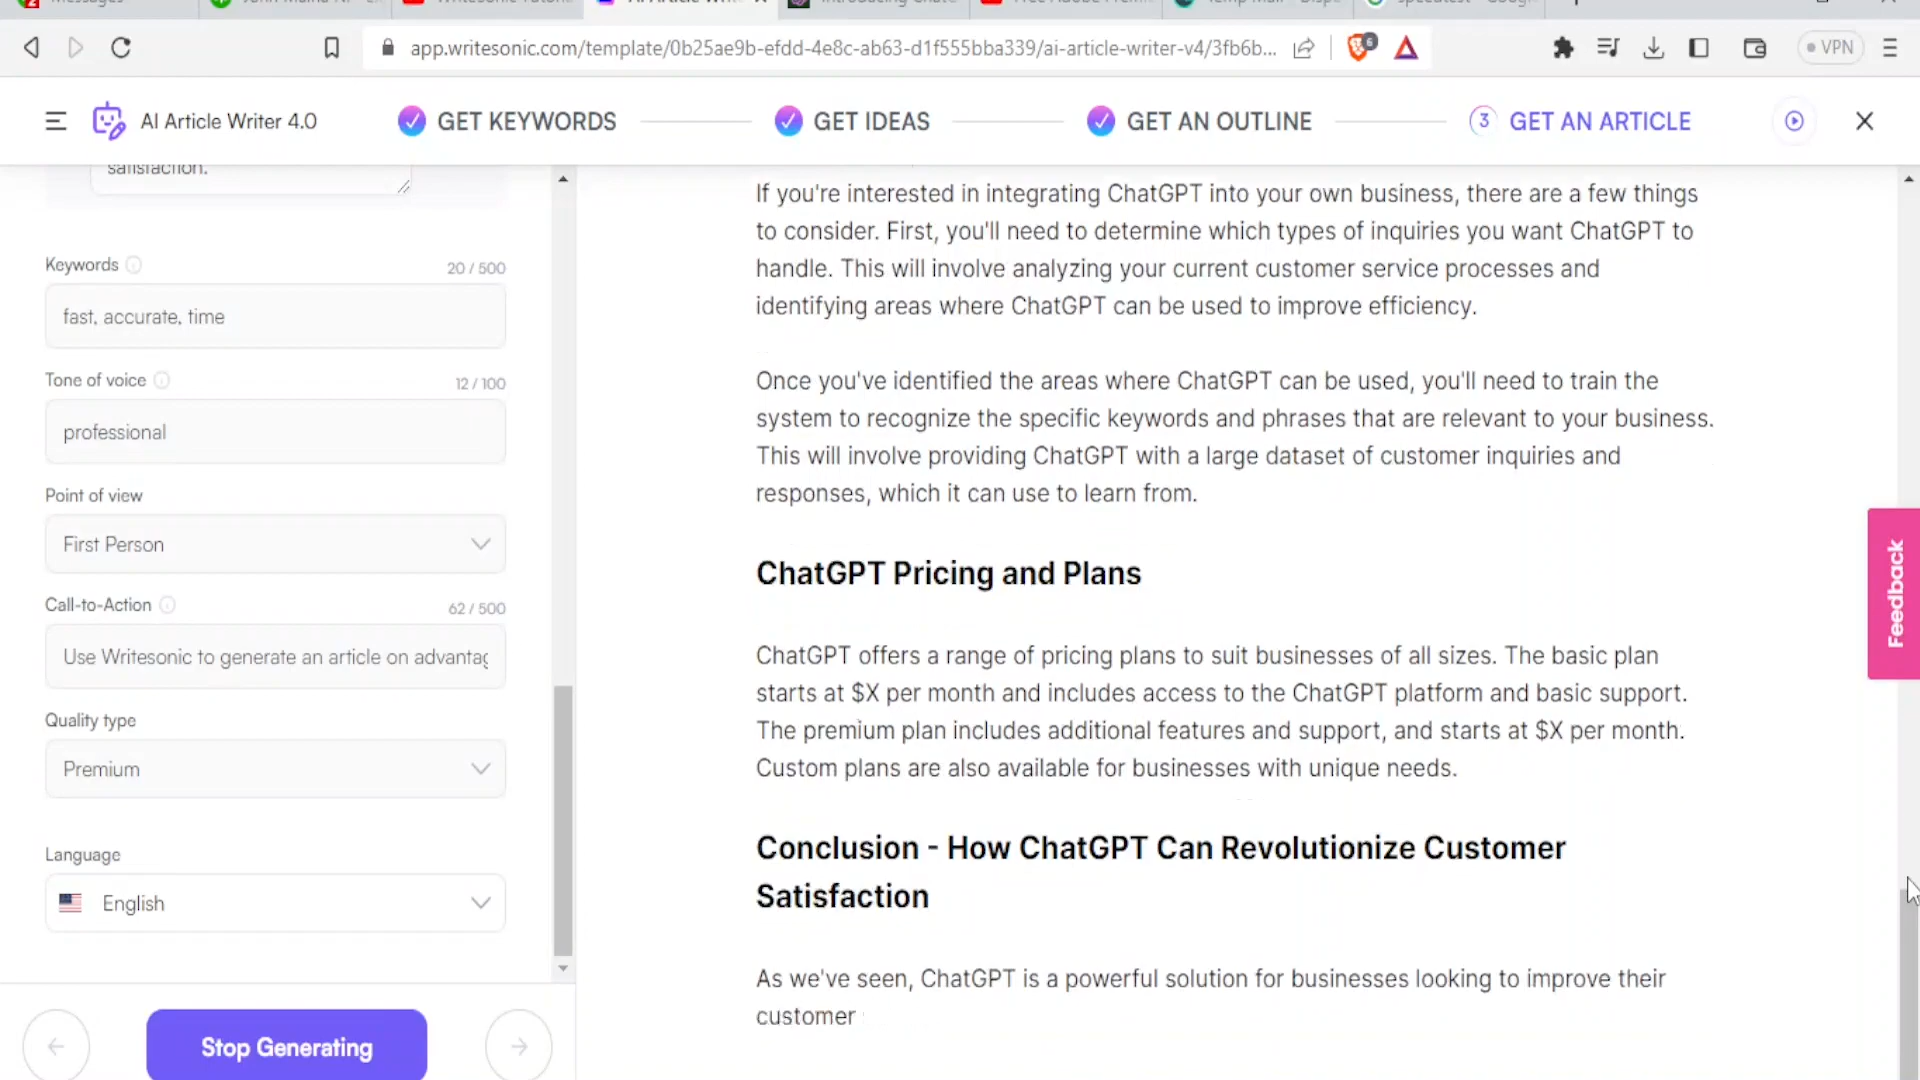 app.writesonic.com/template/0b25ae9b-efdd-4e8c-ab63-d1f555bba339/ai-article-writer-v4/3fb6b...
6
VPN
AI Article Writer 4.0
GET KEYWORDS
GET IDEAS
GET AN OUTLINE
3 GET AN ARTICLE
satisfaction.
Keywords
20 / 500
fast, accurate, time
Tone of voice
12 / 100
professional
Point of view
First Person
Call-to-Action
62 / 500
Use Writesonic to generate an article on advantag
Quality type
Premium
Language
English
Stop Generating
If you're interested in integrating ChatGPT into your own business, there are a few things
to consider. First, you'll need to determine which types of inquiries you want ChatGPT to
handle. This will involve analyzing your current customer service processes and
identifying areas where ChatGPT can be used to improve efficiency.
Once you've identified the areas where ChatGPT can be used, you'll need to train the
system to recognize the specific keywords and phrases that are relevant to your business.
This will involve providing ChatGPT with a large dataset of customer inquiries and
responses, which it can use to learn from.
ChatGPT Pricing and Plans
ChatGPT offers a range of pricing plans to suit businesses of all sizes. The basic plan
starts at $X per month and includes access to the ChatGPT platform and basic support.
The premium plan includes additional features and support, and starts at $X per month.
Custom plans are also available for businesses with unique needs.
Conclusion - How ChatGPT Can Revolutionize Customer
Satisfaction
As we've seen, ChatGPT is a powerful solution for businesses looking to improve their
customer
Feedback